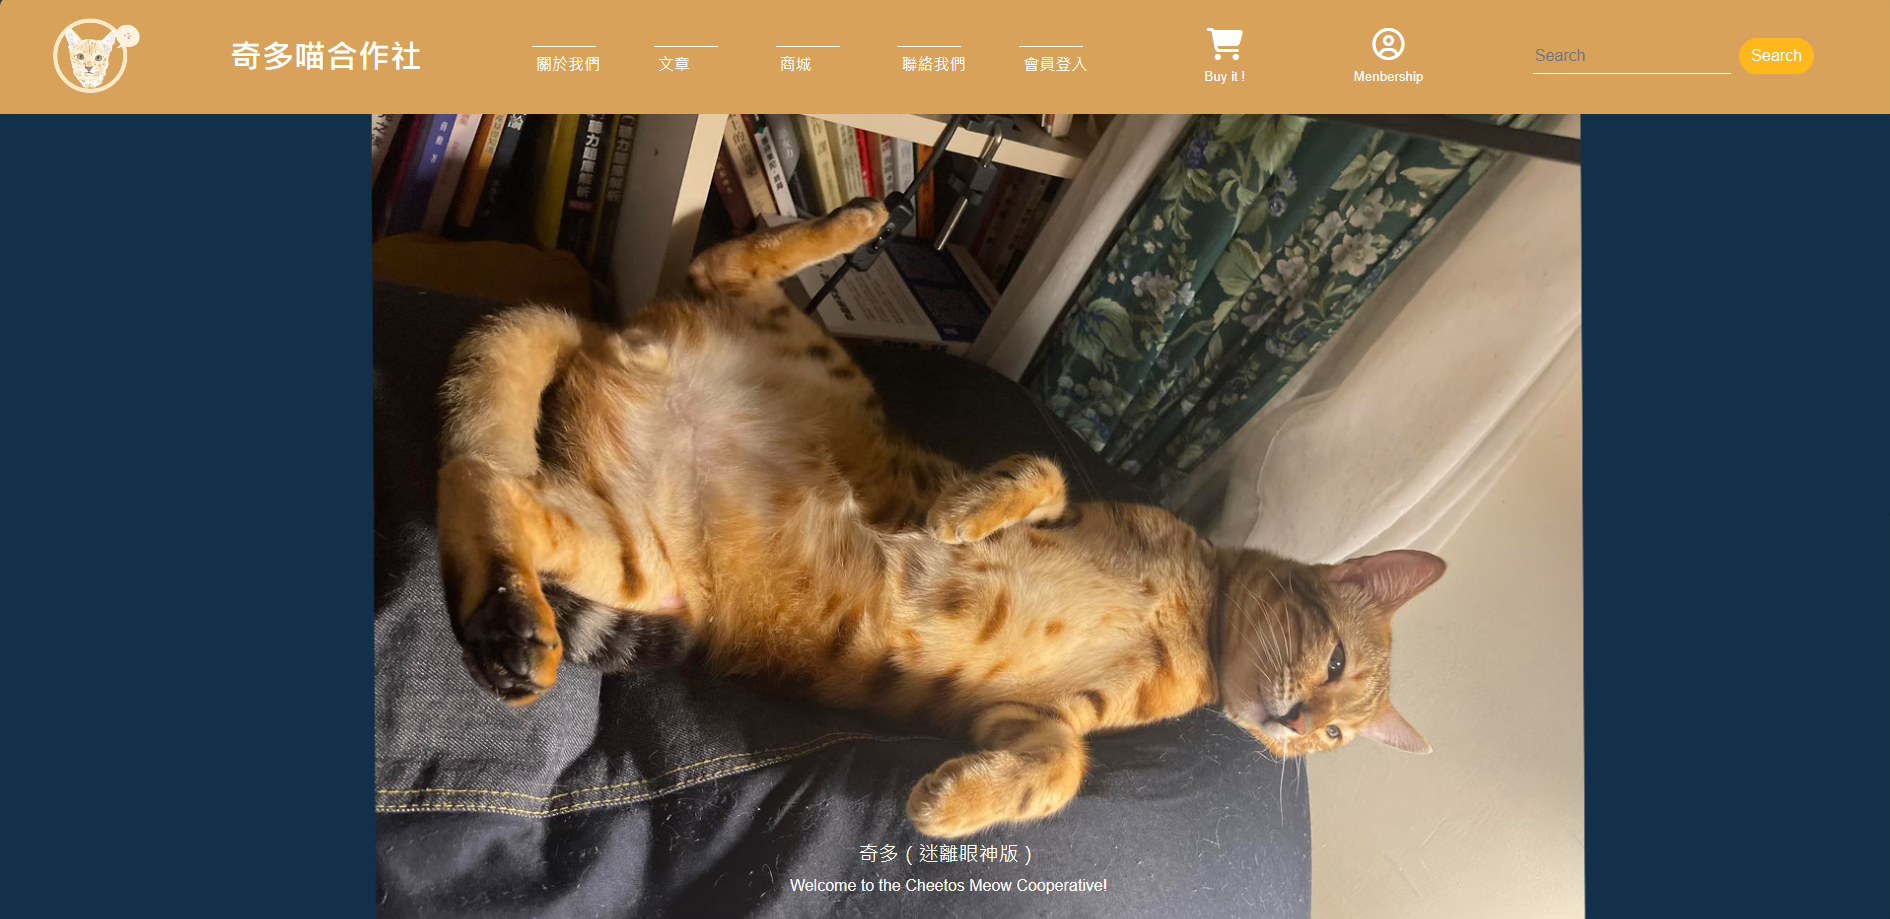 奇多喵合作社
關於我們
文章
商城
聯絡我們
會員登入
Buy it !
Menbership
Search
Search
奇多 ( 迷離眼神版 )
Welcome to the Cheetos Meow Cooperative!